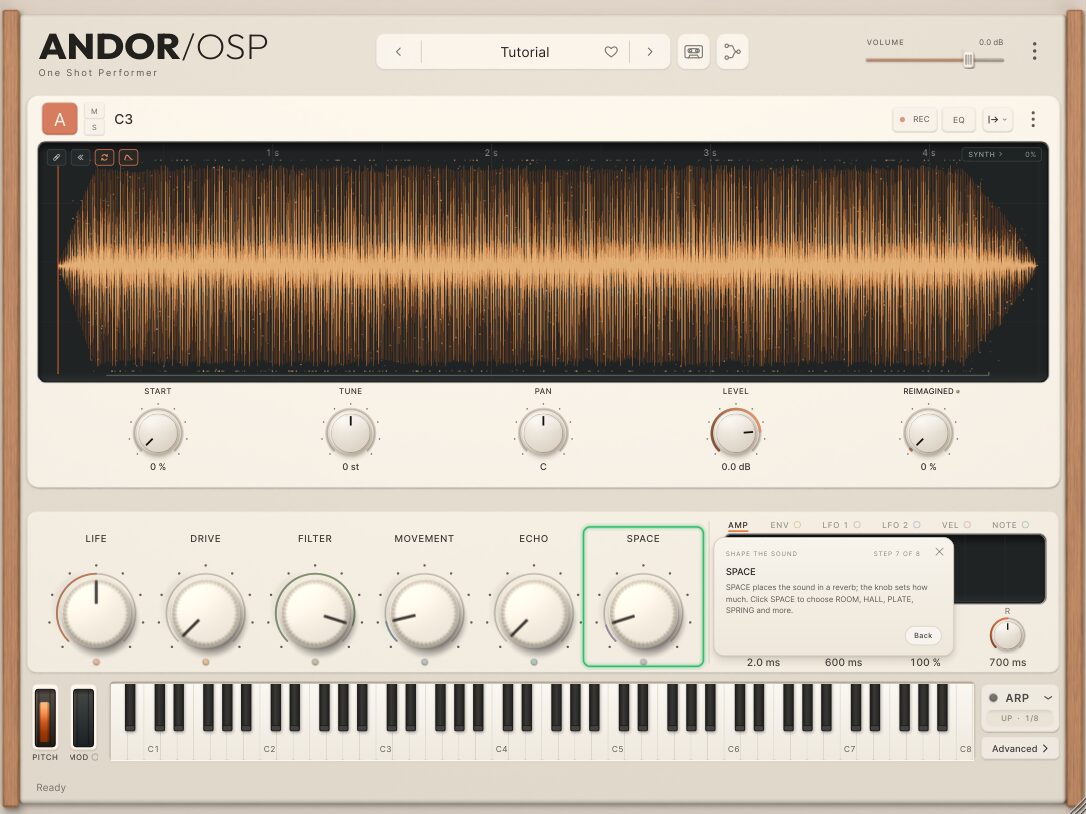 ANDOR/OSP
One Shot Performer
Tutorial
VOLUME 0.0 dB
A
M
S
C3
REC
EQ
1 s 2 s 3 s 4 s
SYNTH > 0%
START TUNE PAN LEVEL REIMAGINED
0 % 0 st C 0.0 dB 0 %
LIFE DRIVE FILTER MOVEMENT ECHO SPACE
AMP ENV LFO 1 LFO 2 VEL NOTE
SHAPE THE SOUND STEP 7 OF 8
SPACE
SPACE places the sound in a reverb; the knob sets how
much. Click SPACE to choose ROOM, HALL, PLATE,
SPRING and more.
Back
R
2.0 ms 600 ms 100 % 700 ms
C1 C2 C3 C4 C5 C6 C7 C8
PITCH MOD
ARP
UP · 1/8
Advanced >
Ready